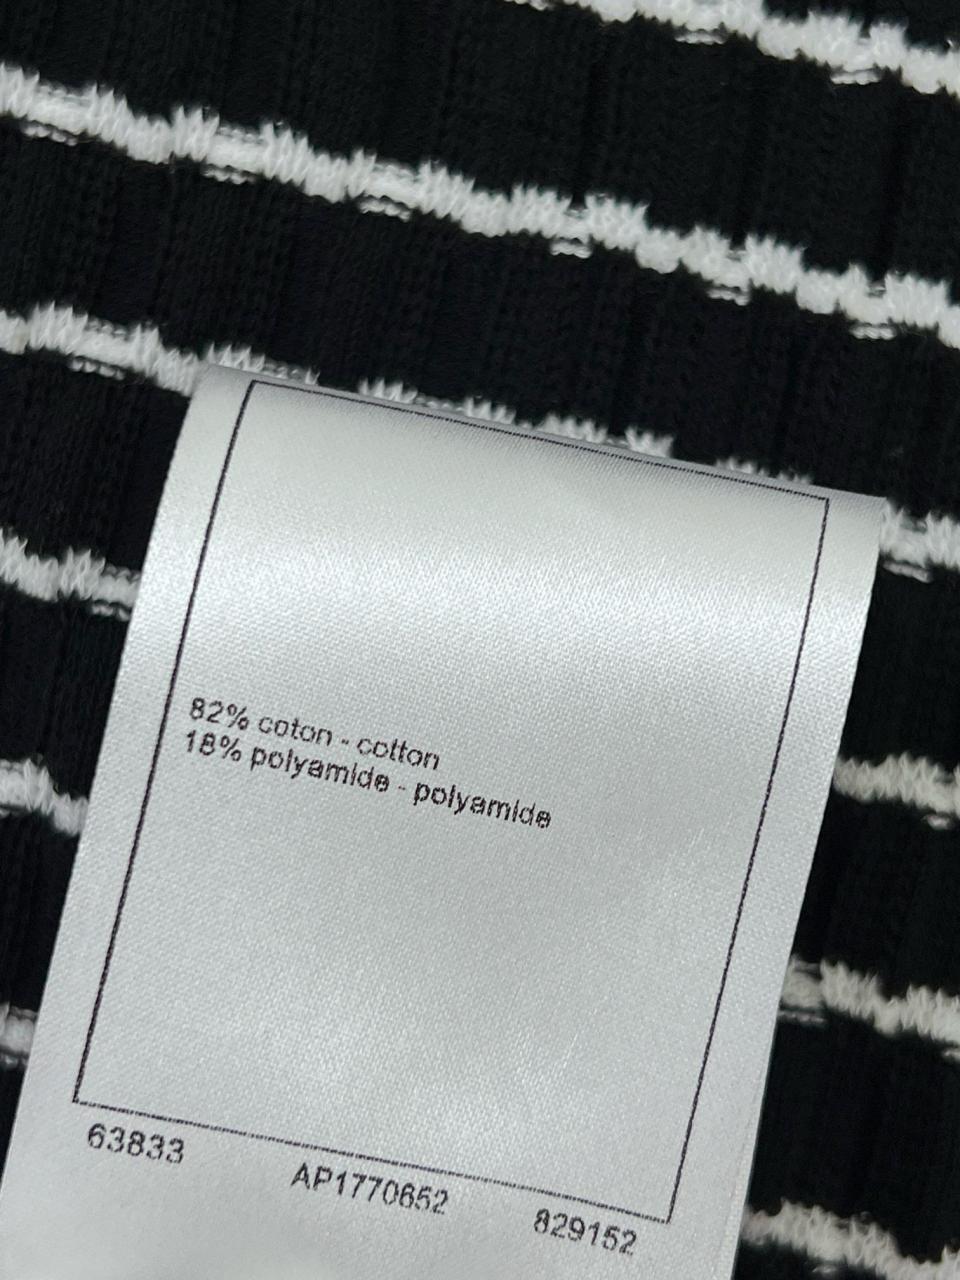 82% coton - cotton
18% polyamide - polyamide
63833 AP1770652 829152